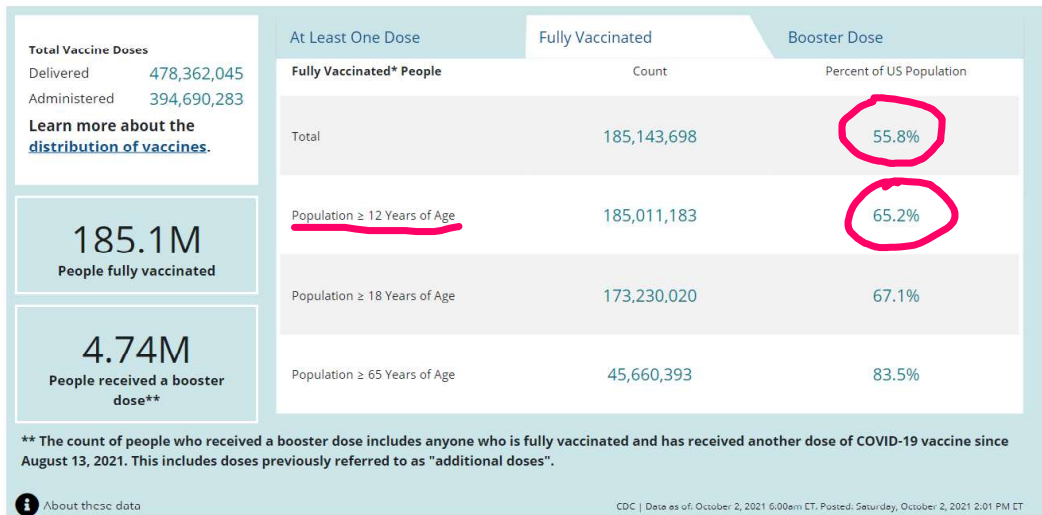 Total Vaccine Doses
Delivered 478,362,045
Administered 394,690,283
Learn more about the
distribution of vaccines.
185.1M
People fully vaccinated
4.74M
People received a booster
dose**
At Least One Dose Fully Vaccinated Booster Dose
Fully Vaccinated* People Count Percent of US Population
Total 185,143,698 55.8%
Population ≥ 12 Years of Age 185,011,183 65.2%
Population ≥ 18 Years of Age 173,230,020 67.1%
Population ≥ 65 Years of Age 45,660,393 83.5%
** The count of people who received a booster dose includes anyone who is fully vaccinated and has received another dose of COVID-19 vaccine since
August 13, 2021. This includes doses previously referred to as "additional doses".
i About these data
CDC | Data as of: October 2, 2021 6:00am ET. Posted: Saturday, October 2, 2021 2:01 PM ET